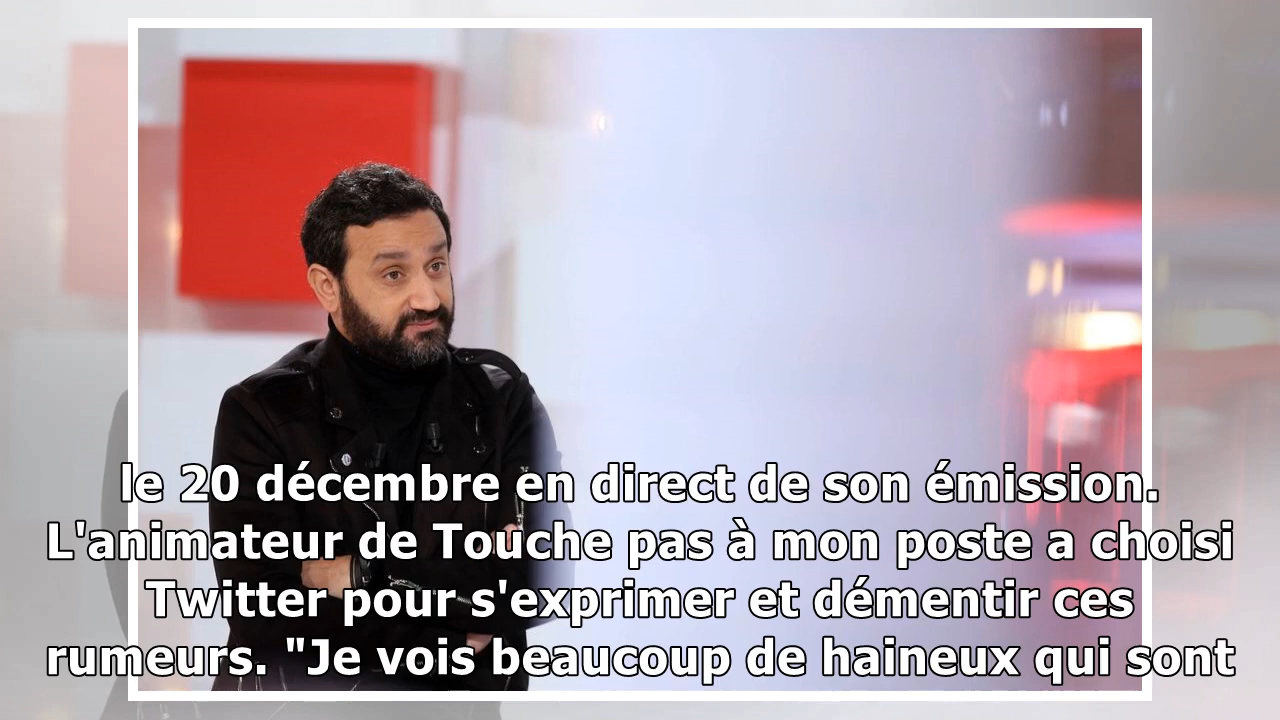 le 20 décembre en direct de son émission.
L'animateur de Touche pas à mon poste a choisi
Twitter pour s'exprimer et démentir ces
rumeurs. "Je vois beaucoup de haineux qui sont